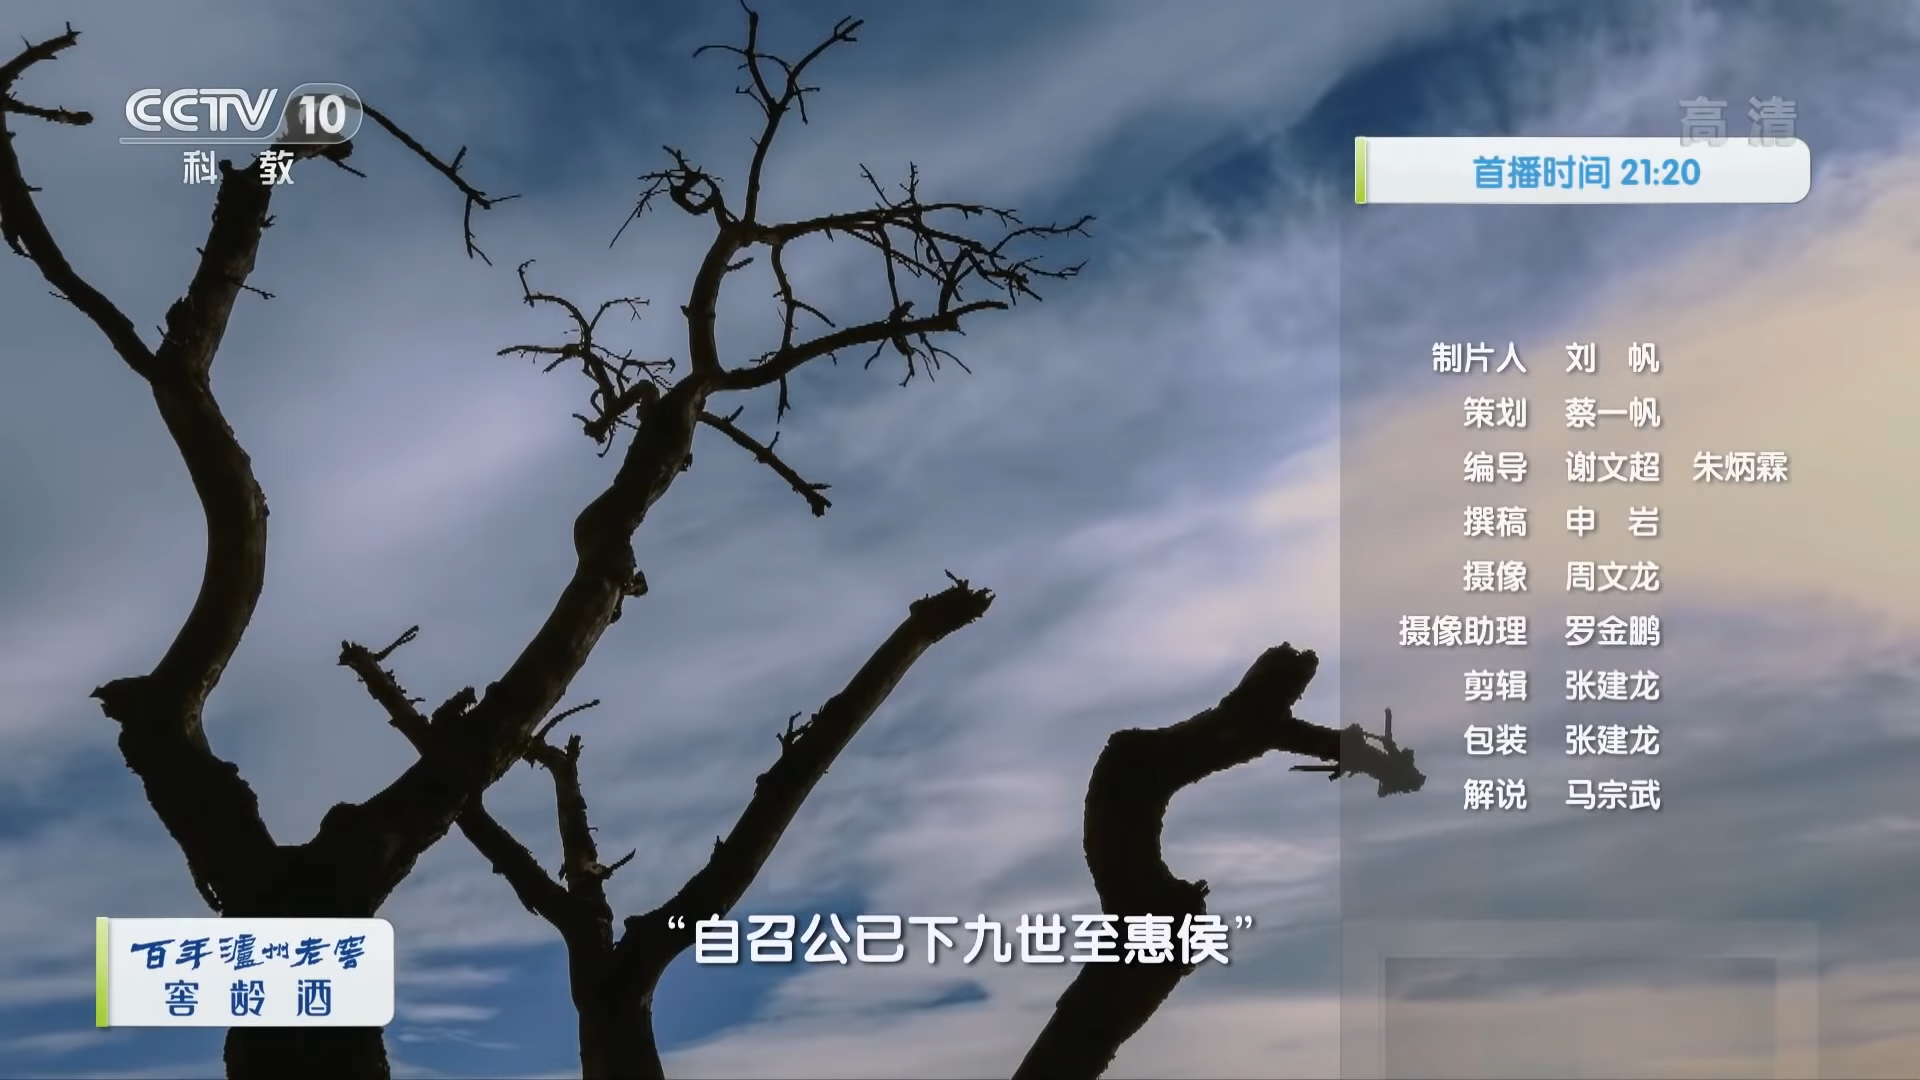 CCTV 10
科 教
高 清
首播时间 21:20
制片人 刘 帆
策划 蔡一帆
编导 谢文超 朱炳霖
撰稿 申 岩
摄像 周文龙
摄像助理 罗金鹏
剪辑 张建龙
包装 张建龙
解说 马宗武
“自召公已下九世至惠侯”
百年泸州老窖
窖 龄 酒